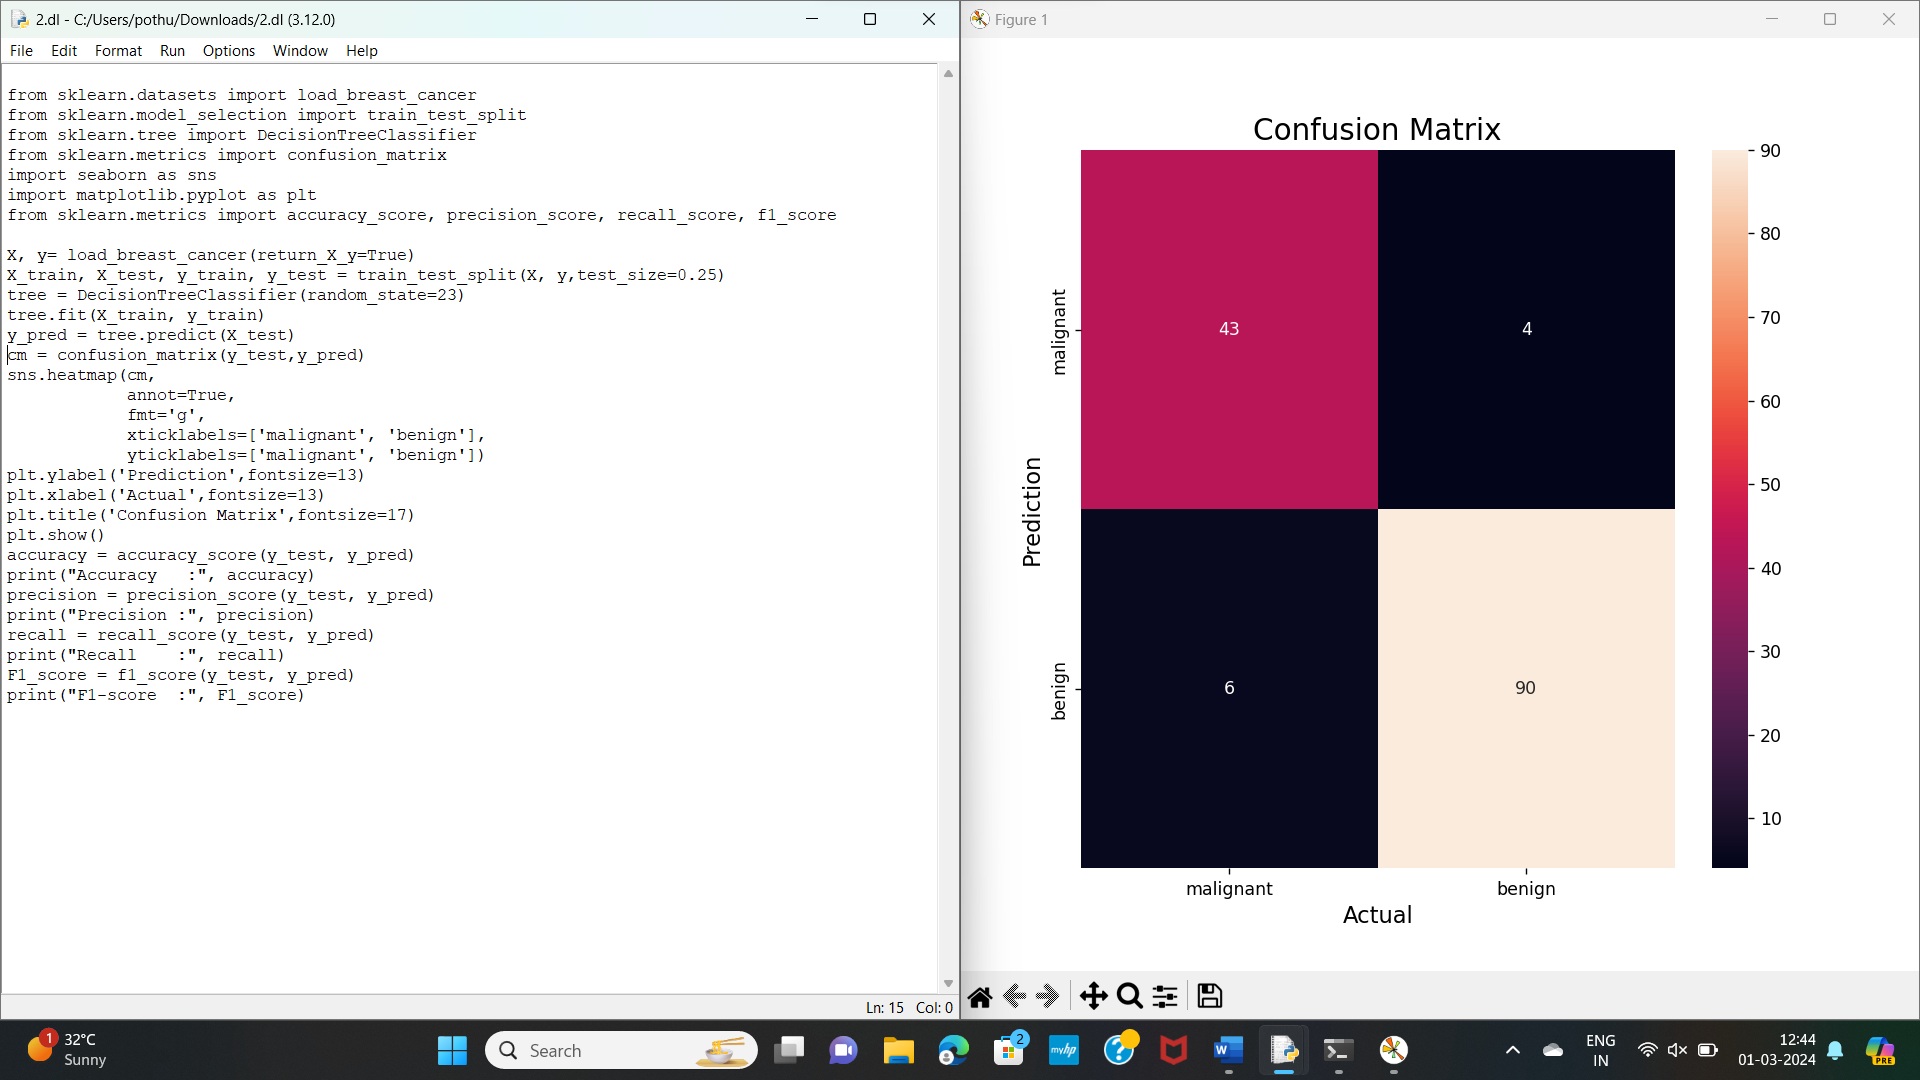 2.dl - C:/Users/pothu/Downloads/2.dl (3.12.0)
File Edit Format Run Options Window Help
from sklearn.datasets import load_breast_cancer
from sklearn.model_selection import train_test_split
from sklearn.tree import DecisionTreeClassifier
from sklearn.metrics import confusion_matrix
import seaborn as sns
import matplotlib.pyplot as plt
from sklearn.metrics import accuracy_score, precision_score, recall_score, f1_score
X, y= load_breast_cancer(return_X_y=True)
X_train, X_test, y_train, y_test = train_test_split(X, y,test_size=0.25)
tree = DecisionTreeClassifier(random_state=23)
tree.fit(X_train, y_train)
y_pred = tree.predict(X_test)
cm = confusion_matrix(y_test,y_pred)
sns.heatmap(cm,
            annot=True,
            fmt='g',
            xticklabels=['malignant', 'benign'],
            yticklabels=['malignant', 'benign'])
plt.ylabel('Prediction',fontsize=13)
plt.xlabel('Actual',fontsize=13)
plt.title('Confusion Matrix',fontsize=17)
plt.show()
accuracy = accuracy_score(y_test, y_pred)
print("Accuracy   :", accuracy)
precision = precision_score(y_test, y_pred)
print("Precision :", precision)
recall = recall_score(y_test, y_pred)
print("Recall    :", recall)
F1_score = f1_score(y_test, y_pred)
print("F1-score  :", F1_score)
Ln: 15 Col: 0
Figure 1
Confusion Matrix
Prediction
malignant
benign
43
4
6
90
malignant
benign
Actual
90
80
70
60
50
40
30
20
10
1
32°C
Sunny
Search
2
myhp
?
W
ENG
IN
12:44
01-03-2024
PRE